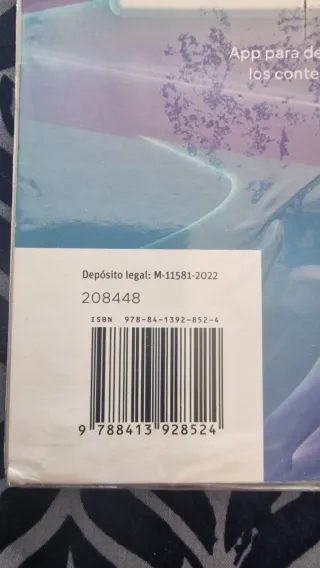 App para de
los conte
Depósito legal: M-11581-2022
208448
ISBN 978-84-1392-852-4
9 788413 928524